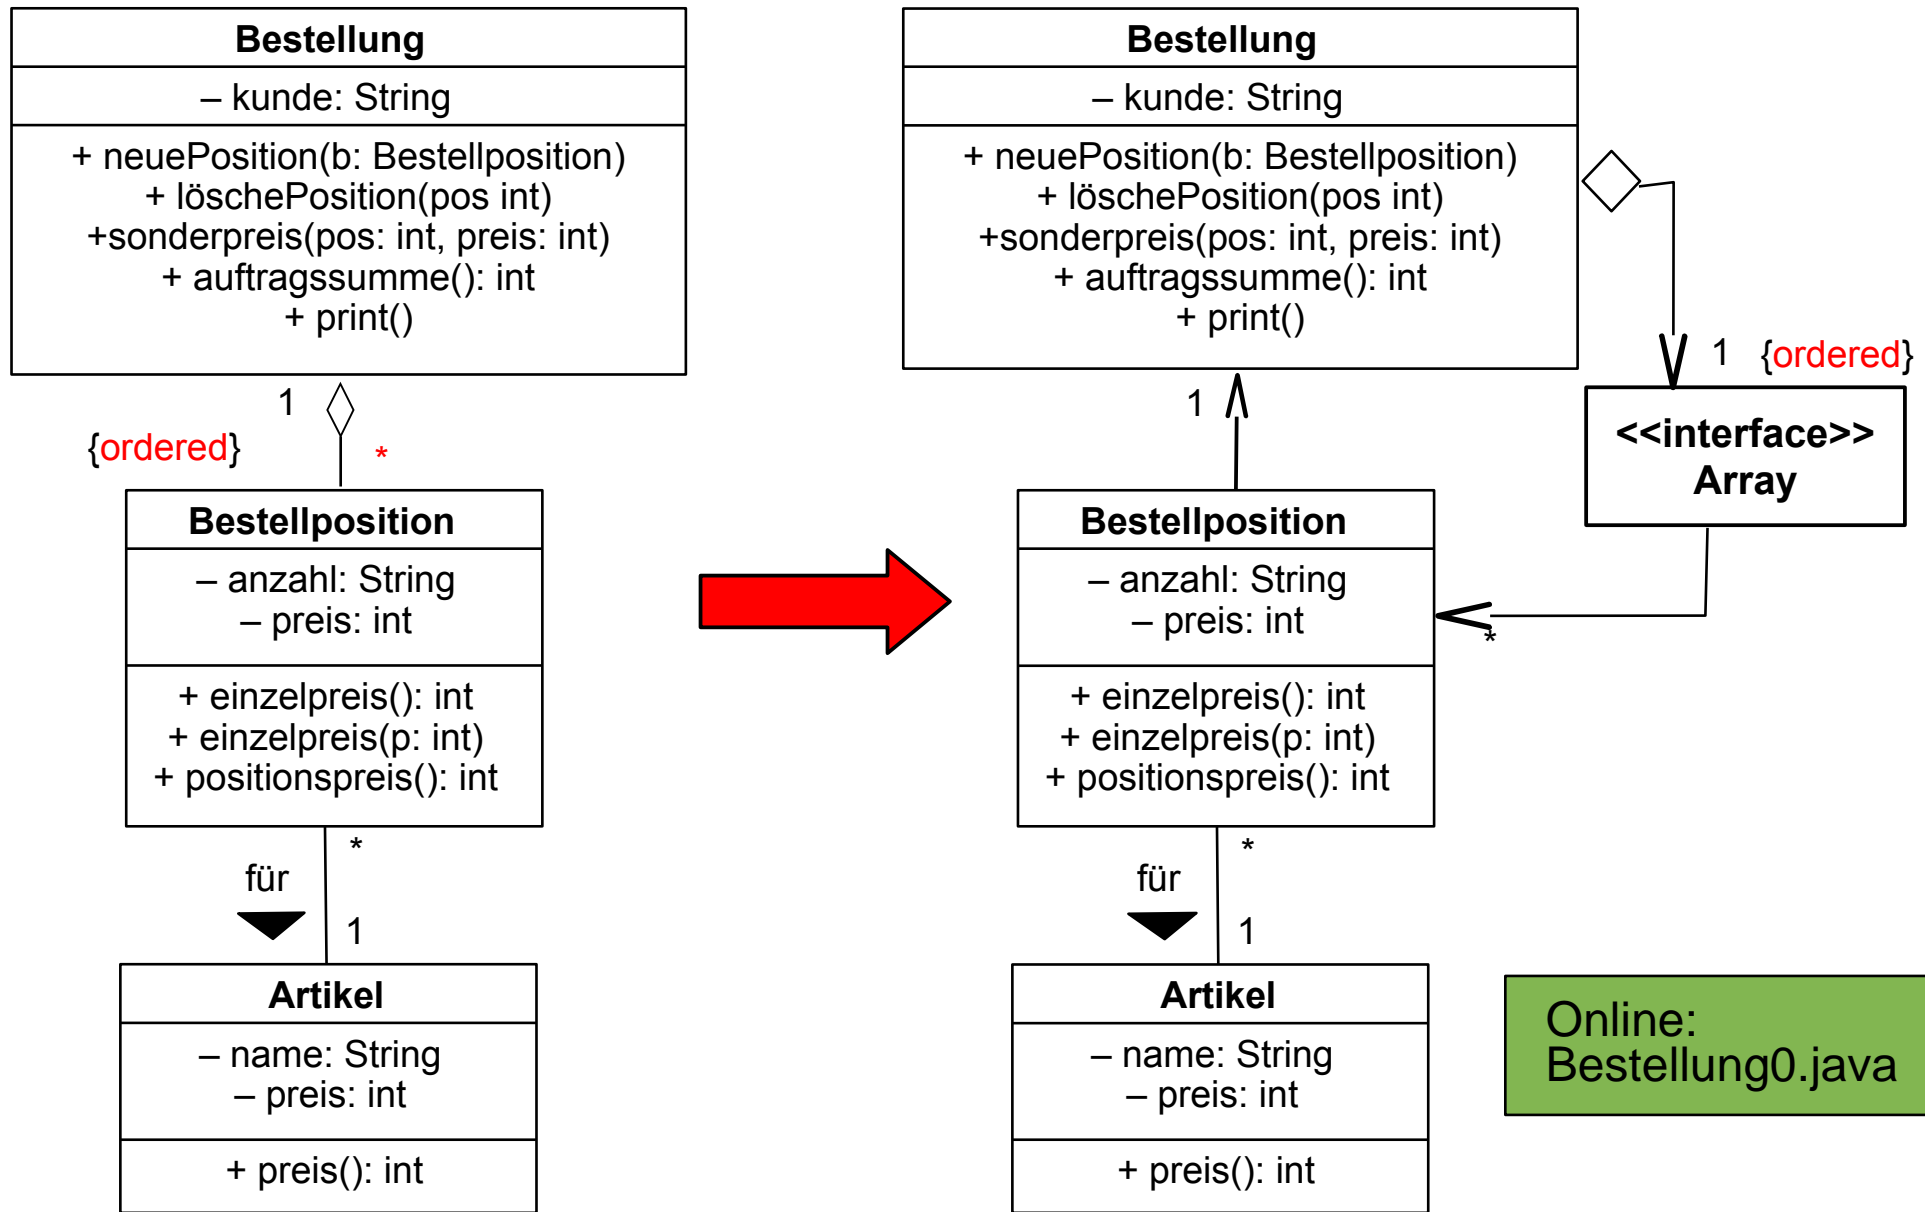 Bestellung
– kunde: String
+ neuePosition(b: Bestellposition)
+ löschePosition(pos int)
+sonderpreis(pos: int, preis: int)
+ auftragssumme(): int
+ print()
1
{ordered}
*
Bestellposition
– anzahl: String
– preis: int
+ einzelpreis(): int
+ einzelpreis(p: int)
+ positionspreis(): int
*
für
1
Artikel
– name: String
– preis: int
+ preis(): int
Bestellung
– kunde: String
+ neuePosition(b: Bestellposition)
+ löschePosition(pos int)
+sonderpreis(pos: int, preis: int)
+ auftragssumme(): int
+ print()
1 {ordered}
<<interface>>
Array
1
*
Bestellposition
– anzahl: String
– preis: int
+ einzelpreis(): int
+ einzelpreis(p: int)
+ positionspreis(): int
*
für
1
Artikel
– name: String
– preis: int
+ preis(): int
Online:
Bestellung0.java